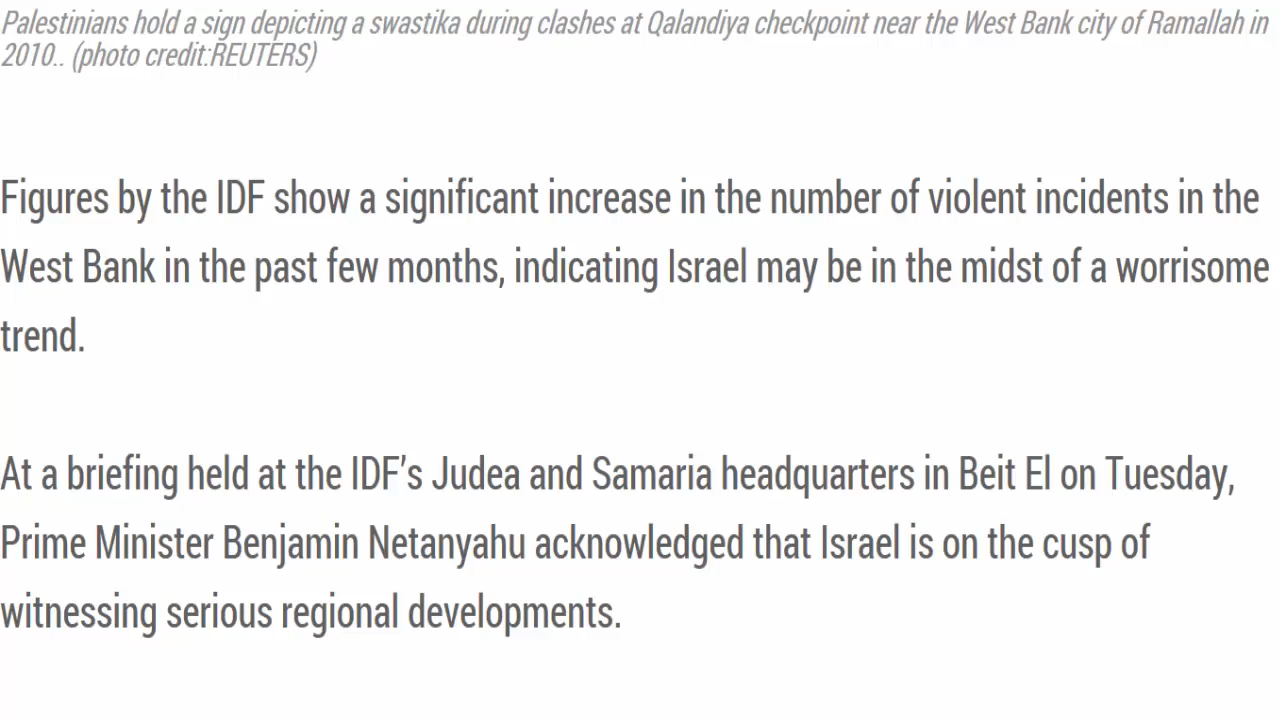 Palestinians hold a sign depicting a swastika during clashes at Qalandiya checkpoint near the West Bank city of Ramallah in
2010.. (photo credit:REUTERS)
Figures by the IDF show a significant increase in the number of violent incidents in the
West Bank in the past few months, indicating Israel may be in the midst of a worrisome
trend.
At a briefing held at the IDF’s Judea and Samaria headquarters in Beit El on Tuesday,
Prime Minister Benjamin Netanyahu acknowledged that Israel is on the cusp of
witnessing serious regional developments.